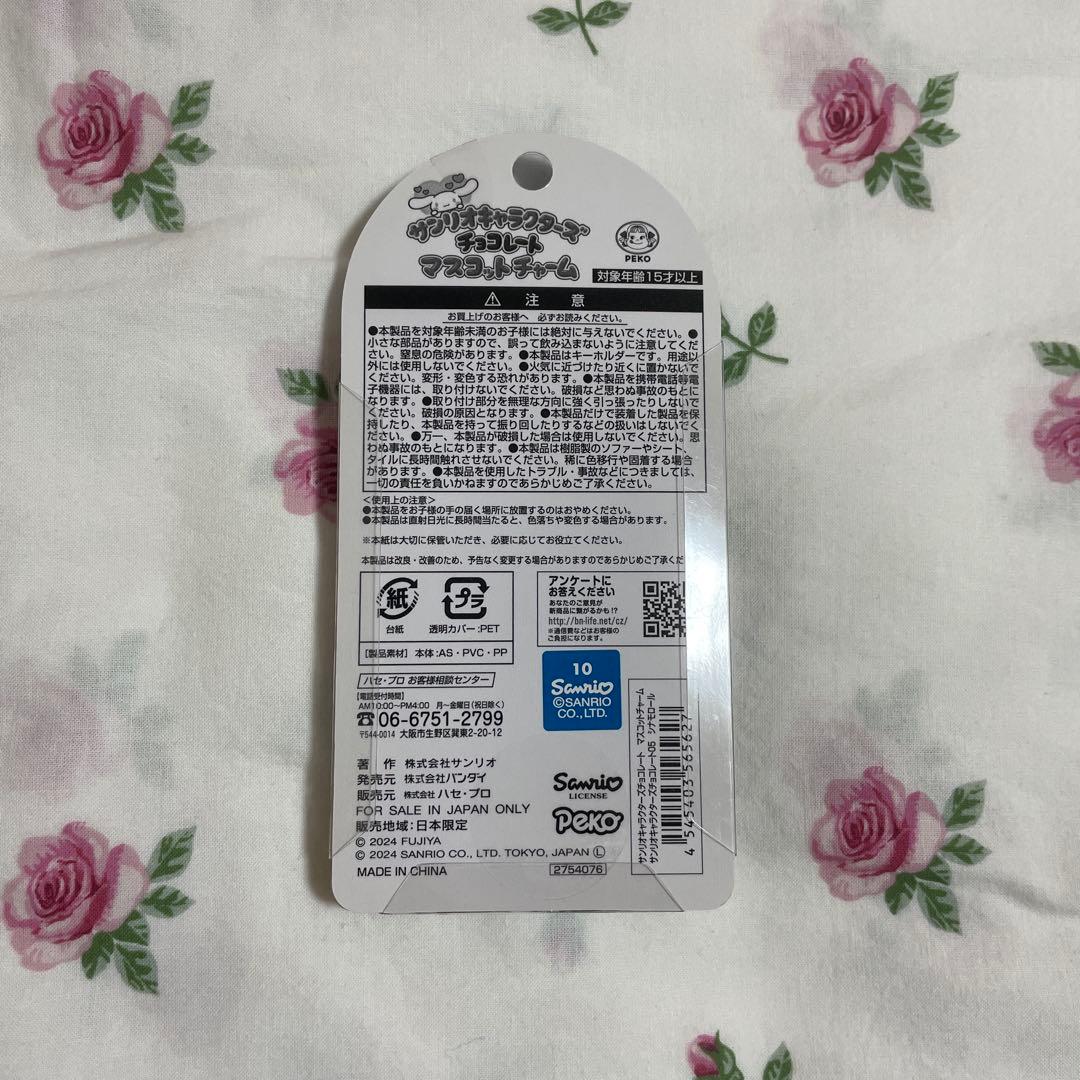 サンリオキャラクターズ
チョコレート
マスコットチャーム
PEKO
対象年齢15才以上
⚠ 注 意
お買上げのお客様へ 必ずお読みください。
●本製品を対象年齢未満のお子様には絶対に与えないでください。●
小さな部品がありますので、誤って飲み込まないように注意してくだ
さい。窒息の危険があります。●本製品はキーホルダーです。用途以
外には使用しないでください。●火気に近づけたり近くに置かないで
ください。変形・変色する恐れがあります。●本製品を携帯電話等電
子機器には、取り付けないでください。破損など思わぬ事故のもとに
なります。●取り付け部分を無理な方向に強く引っ張ったりしないで
ください。破損の原因となります。●本製品だけで装着した製品を保
持したり、本製品を持って振り回したりするなどの扱いはしないでく
ださい。●万一、本製品が破損した場合は使用しないでください。思
わぬ事故のもとになります。●本製品は樹脂製のソファーやシート、
タイルに長時間触れさせないでください。稀に色移行や固着する場合
があります。●本製品を使用したトラブル・事故などにつきましては、
一切の責任を負いかねますのであらかじめご了承ください。
<使用上の注意>
●本製品をお子様の手の届く場所に放置するのはおやめください。
●本製品は直射日光に長時間当たると、色落ちや変色する場合があります。
※本紙は大切に保管いただき、必要に応じてお役立てください。
本製品は改良・改善のため、予告なく変更する場合がありますのであらかじめご了承くだ
紙
台紙
プラ
透明カバー:PET
【製品素材】本体:AS・PVC・PP
アンケートに
お答えください
あなたのご意見が
新商品に繋がるかも!?
http://bn-life.net/cz/
※通信費などはお客様の
ご負担になります。
ハセ・プロ お客様相談センター
【電話受付時間】
AM10:00〜PM4:00 月〜金曜日(祝日除く)
☎06-6751-2799
〒544-0014 大阪市生野区巽東2-20-12
10
Sanrio
©SANRIO
CO., LTD.
著 作 株式会社サンリオ
発売元 株式会社バンダイ
販売元 株式会社 ハセ・プロ
FOR SALE IN JAPAN ONLY
販売地域:日本限定
© 2024 FUJIYA
© 2024 SANRIO CO., LTD. TOKYO, JAPAN Ⓛ
MADE IN CHINA
2754076
Sanrio
LICENSE
Peko
サンリオキャラクターズチョコレート マスコットチャーム
サンリオキャラクターズチョコレート05 シナモロール
4 545403 565627